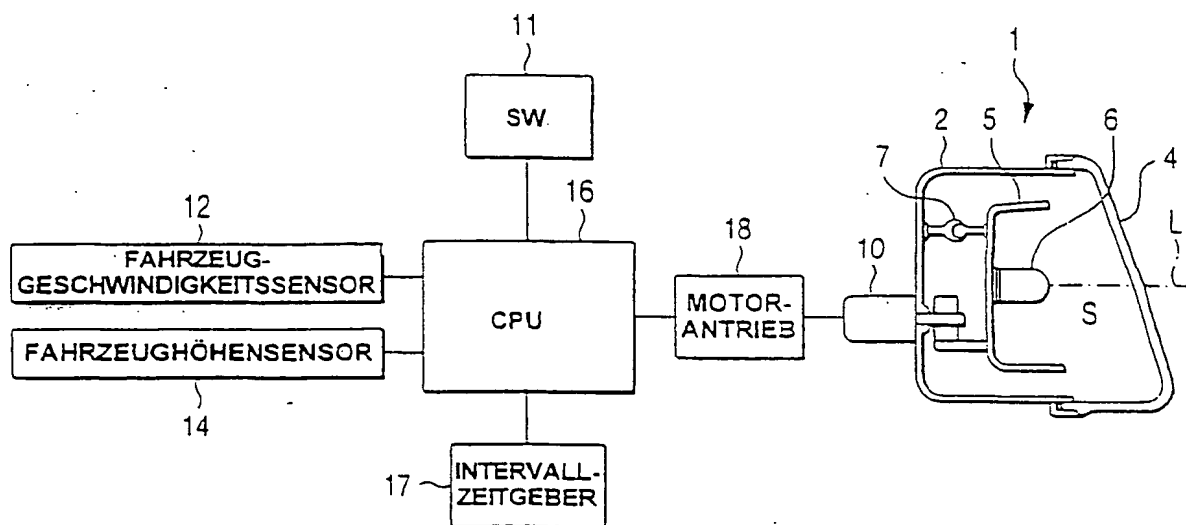 11
1
SW
2
5
6
7
4
12
16
18
L
FAHRZEUG-
GESCHWINDIGKEITSSENSOR
10
CPU
MOTOR-
ANTRIEB
S
FAHRZEUGHÖHENSENSOR
14
17
INTERVALL-
ZEITGEBER